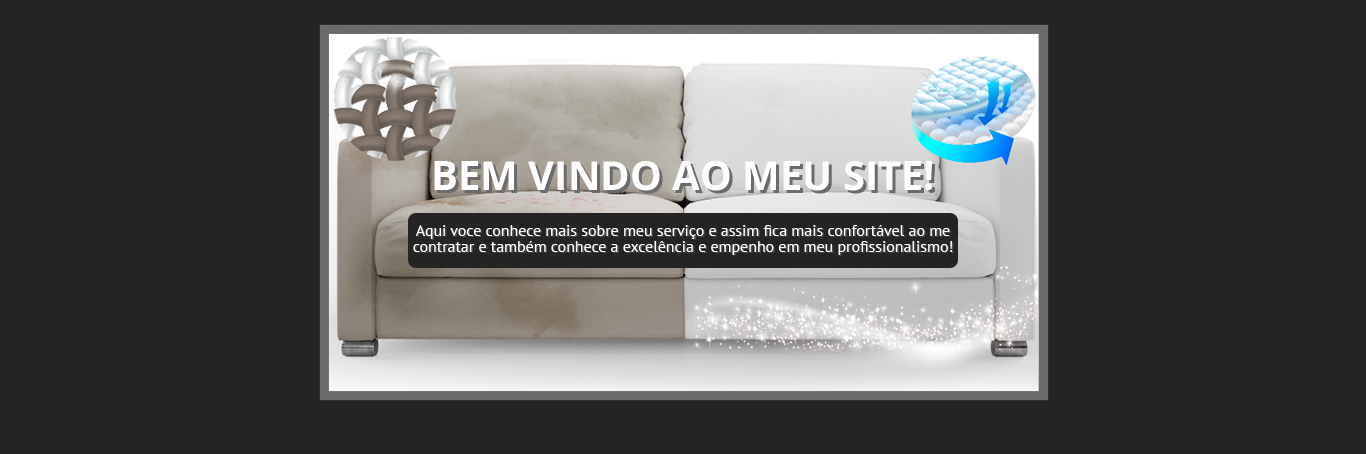 BEM VINDO AO MEU SITE!
Aqui voce conhece mais sobre meu serviço e assim fica mais confortável ao me
contratar e também conhece a excelência e empenho em meu profissionalismo!